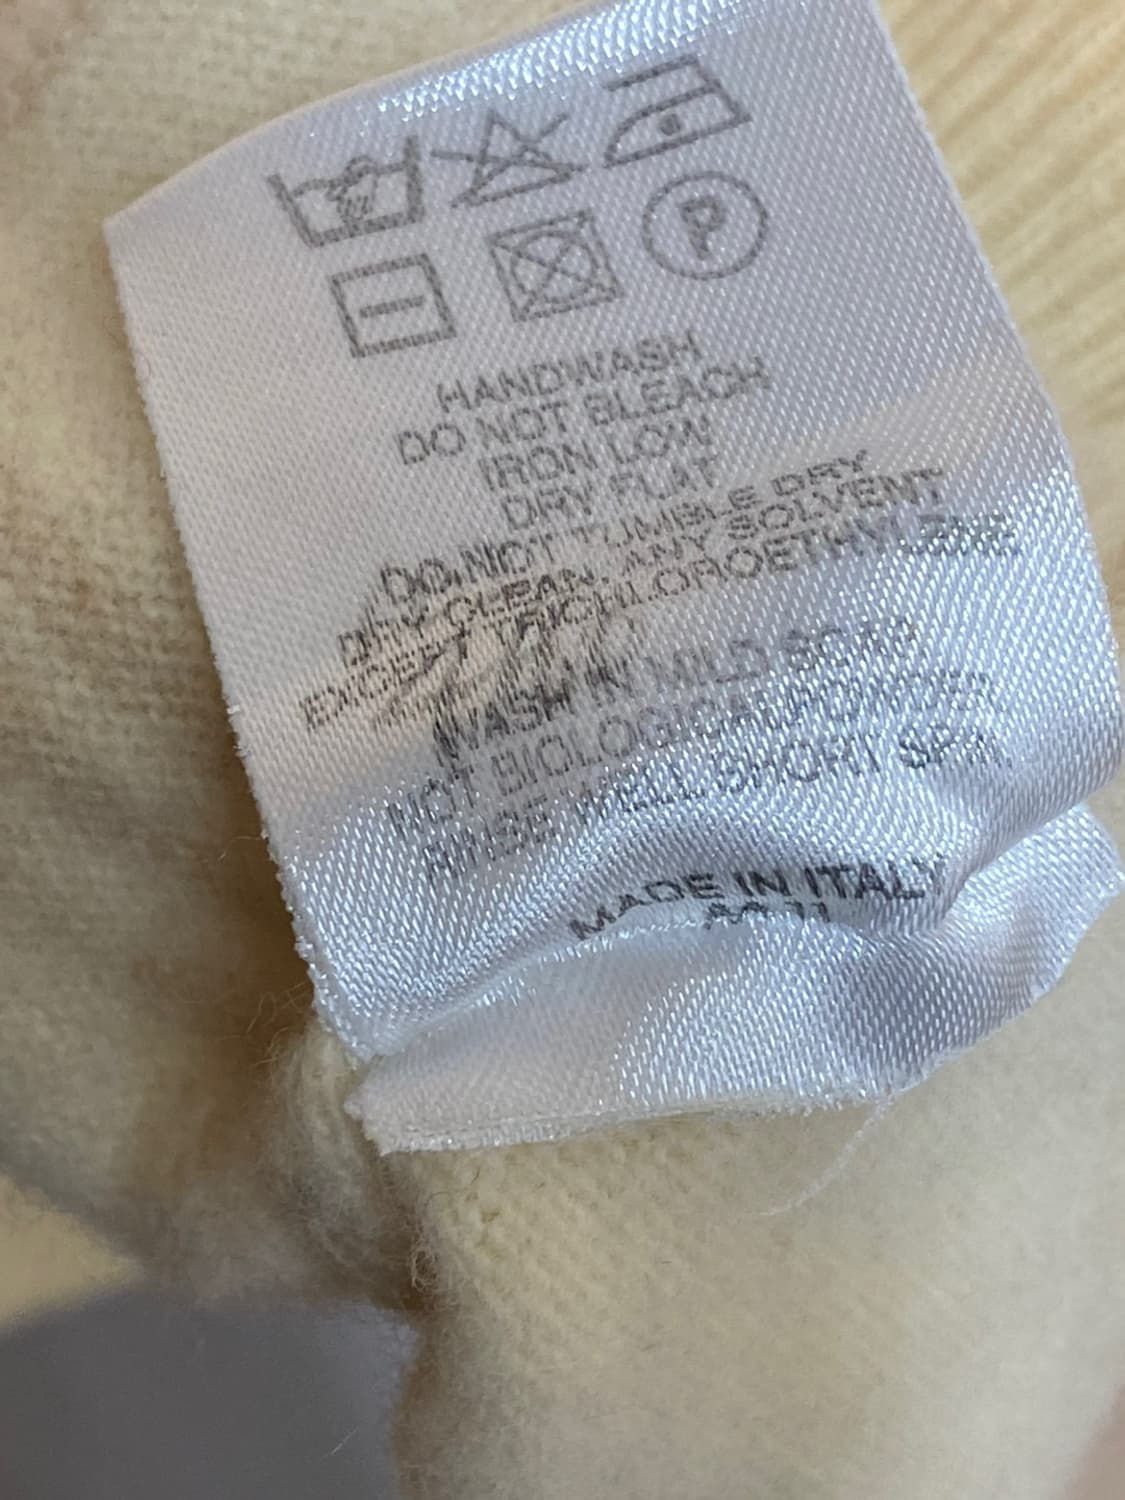 P
HANDWASH
DO NOT BLEACH
IRON LOW
DRY FLAT
DO NOT TUMBLE DRY
DRY CLEAN, ANY SOLVENT
EXCEPT TRICHLOROETHYLENE.
WASH IN MILD SOAP
NOT BIOLOGICAL POWDER
RINSE WELL SHORT SPIN.
MADE IN ITALY